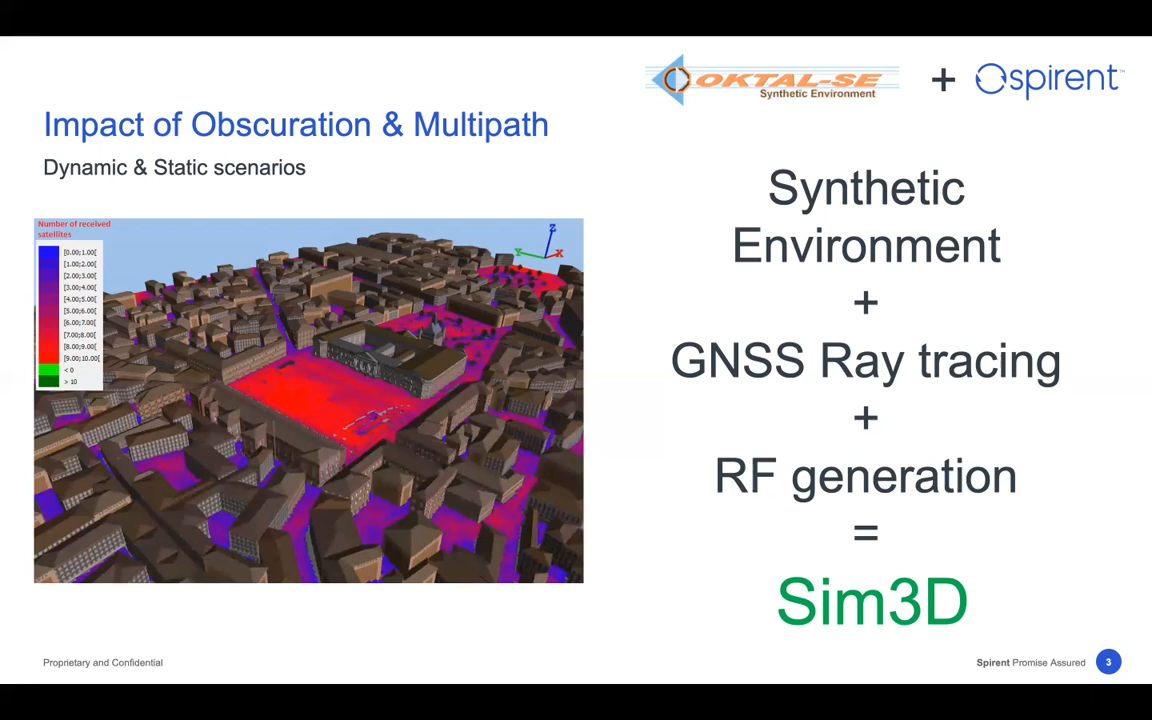 OKTAL-SE
Synthetic Environment
+
spirent™
Impact of Obscuration & Multipath
Dynamic & Static scenarios
Number of received
satellites
[0.00;1.00[
[1.00;2.00[
[2.00;3.00[
[3.00;4.00[
[4.00;5.00[
[5.00;6.00[
[6.00;7.00[
[7.00;8.00[
[8.00;9.00[
[9.00;10.00[
< 0
> 10
Z
Y
X
Synthetic
Environment
+
GNSS Ray tracing
+
RF generation
=
Sim3D
Proprietary and Confidential
Spirent Promise Assured
3